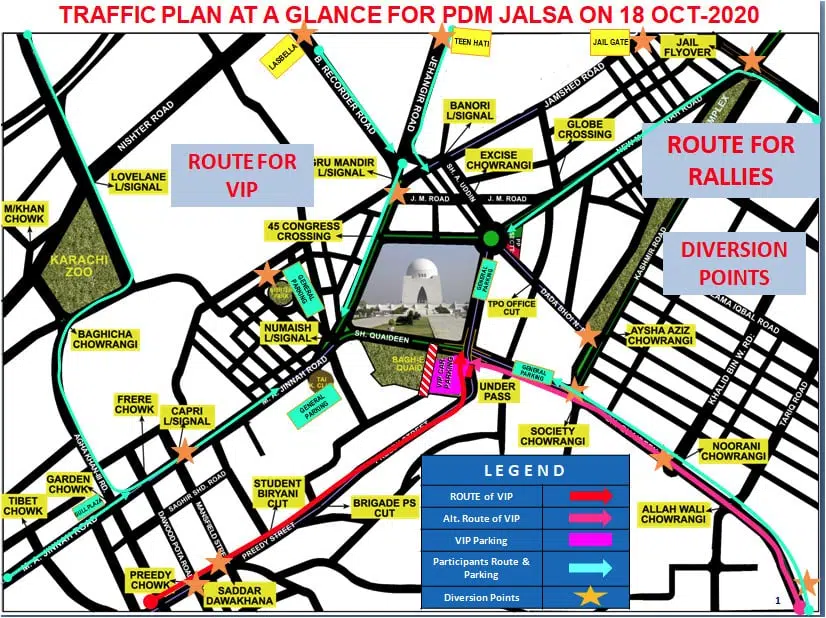 TRAFFIC PLAN AT A GLANCE FOR PDM JALSA ON 18 OCT-2020
LASBELLA
TEEN HATI
JAIL GATE
JAIL
FLYOVER
NISHTER ROAD
B. RECORDER ROAD
JEHANGIR ROAD
JAMSHED ROAD
BANORI
L/SIGNAL
GLOBE
CROSSING
ROUTE FOR
VIP
ROUTE FOR
RALLIES
LOVELANE
L/SIGNAL
GRU MANDIR
L/SIGNAL
SH. A. UDDIN
EXCISE
CHOWRANGI
J. M. ROAD
J. M. ROAD
M/KHAN
CHOWK
45 CONGRESS
CROSSING
KARACHI
ZOO
DIVERSION
POINTS
KASHMIR ROAD
GENERAL
PARKING
GENERAL
PARKING
TPO OFFICE
CUT
IQBAL ROAD
BAGHICHA
CHOWRANGI
NUMAISH
L/SIGNAL
SH. QUAIDEEN
AYSHA AZIZ
CHOWRANGI
KHALID BIN W. RD.
TARIQ ROAD
M. A. JINNAH ROAD
VIP CAR
PARKING
GENERAL
PARKING
GENERAL
PARKING
UNDER
PASS
FRERE
CHOWK
CAPRI
L/SIGNAL
SOCIETY
CHOWRANGI
NOORANI
CHOWRANGI
AGHA KHAN III RD.
GARDEN
CHOWK
TIBET
CHOWK
SAGHIR SHD. ROAD
STUDENT
BIRYANI
CUT
BRIGADE PS
CUT
ALLAH WALI
CHOWRANGI
M. A. JINNAH ROAD
DAWOOD POTA ROAD
PREEDY STREET
PREEDY
CHOWK
SADDAR
DAWAKHANA
LEGEND
ROUTE of VIP
Alt. Route of VIP
VIP Parking
Participants Route &
Parking
Diversion Points
1